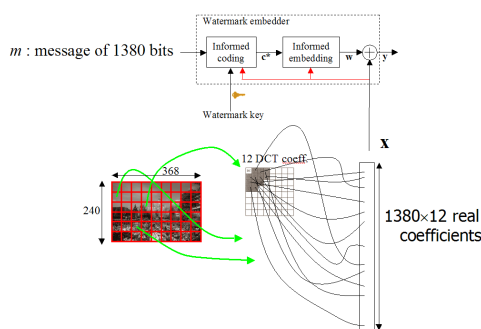 Watermark embedder
m : message of 1380 bits
Informed coding
c*
Informed embedding
w
y
Watermark key
x
12 DCT coeff.
368
240
1380×12 real coefficients